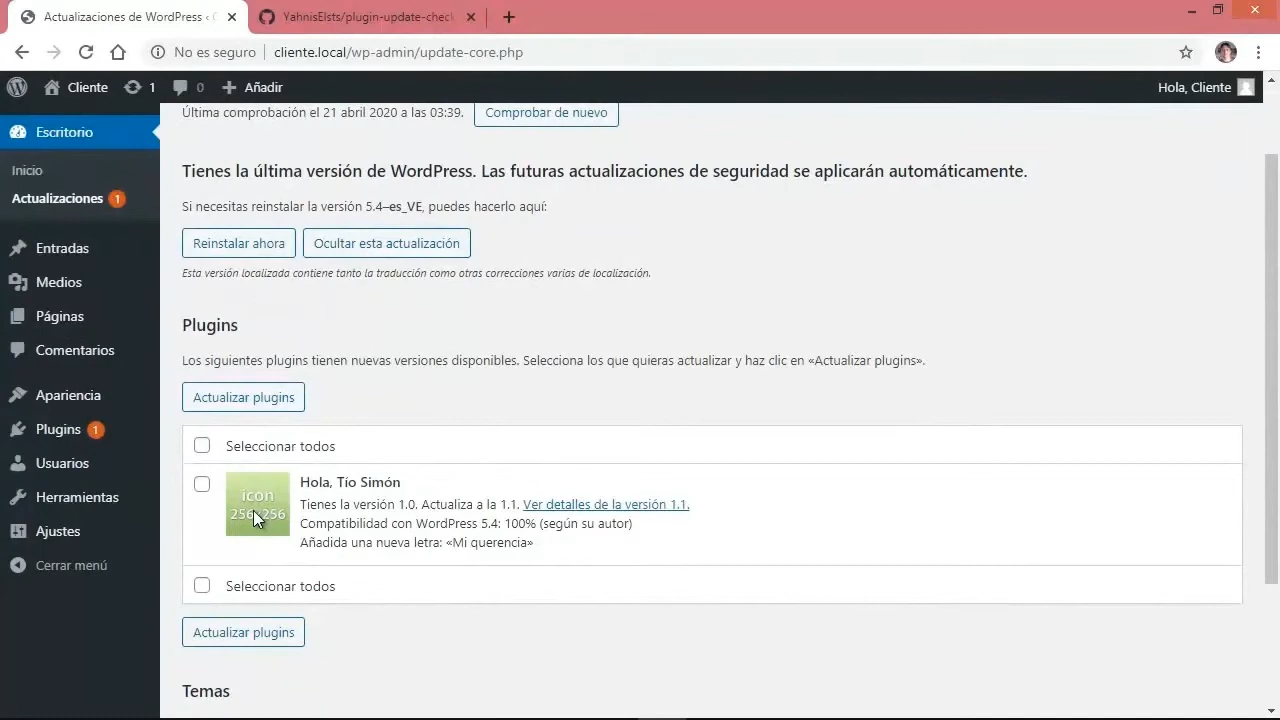 Actualizaciones de WordPress ‹ C
YahnisElsts/plugin-update-check
No es seguro
cliente.local/wp-admin/update-core.php
Cliente
1
0
Añadir
Hola, Cliente
Escritorio
Inicio
Actualizaciones 1
Entradas
Medios
Páginas
Comentarios
Apariencia
Plugins 1
Usuarios
Herramientas
Ajustes
Cerrar menú
Última comprobación el 21 abril 2020 a las 03:39.
Comprobar de nuevo
Tienes la última versión de WordPress. Las futuras actualizaciones de seguridad se aplicarán automáticamente.
Si necesitas reinstalar la versión 5.4–es_VE, puedes hacerlo aquí:
Reinstalar ahora
Ocultar esta actualización
Esta versión localizada contiene tanto la traducción como otras correcciones varias de localización.
Plugins
Los siguientes plugins tienen nuevas versiones disponibles. Selecciona los que quieras actualizar y haz clic en «Actualizar plugins».
Actualizar plugins
Seleccionar todos
icon
256×256
Hola, Tío Simón
Tienes la versión 1.0. Actualiza a la 1.1. Ver detalles de la versión 1.1.
Compatibilidad con WordPress 5.4: 100% (según su autor)
Añadida una nueva letra: «Mi querencia»
Seleccionar todos
Actualizar plugins
Temas